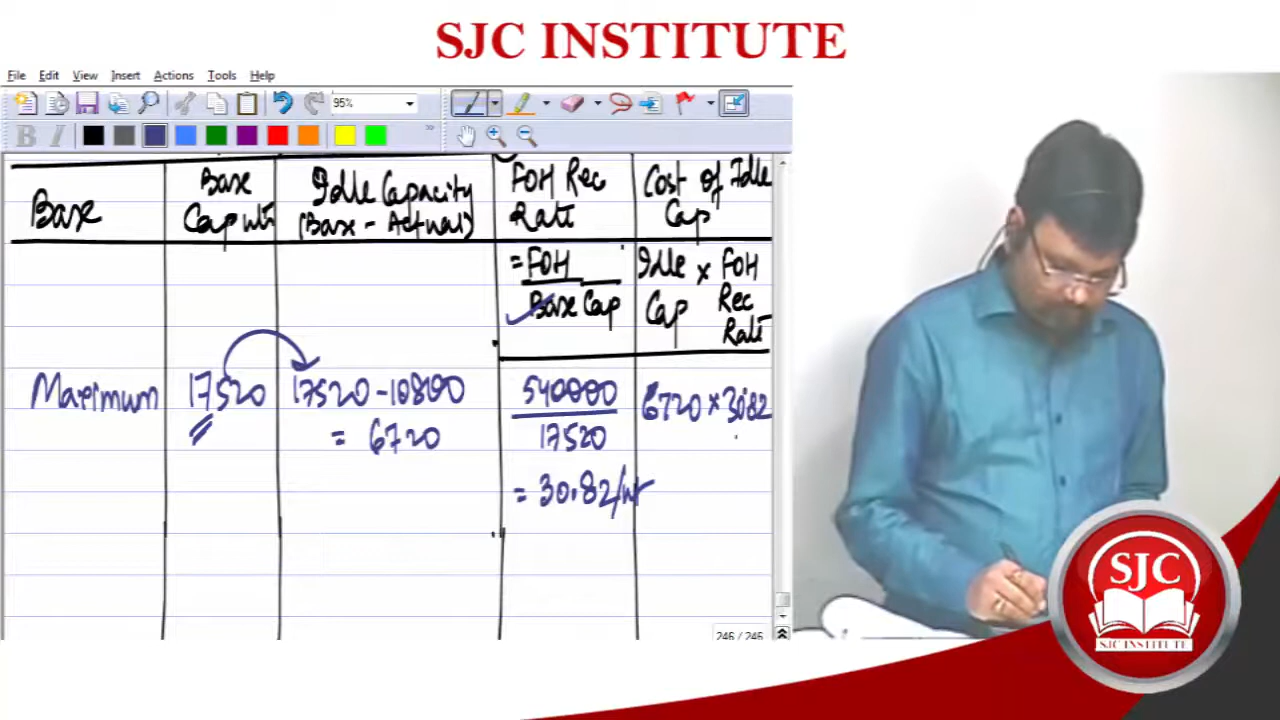 SJC INSTITUTE
File Edit View Insert Actions Tools Help
95%
B I
Base
Base
Cap
Idle Capacity
(Base - Actual)
FOH Rec
Rate
Cost of Idle
Cap
= FOH
Base Cap
Idle × FOH
Cap Rec
Rate
Maximum
17520
17520 - 10800
= 6720
540000
17520
= 30.82/
6720 × 30.82
246 / 246
SJC
SJC INSTITUTE